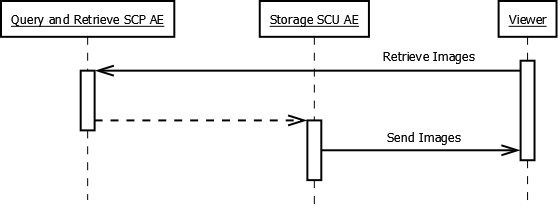 Query and Retrieve SCP AE
Storage SCU AE
Viewer
Retrieve Images
Send Images